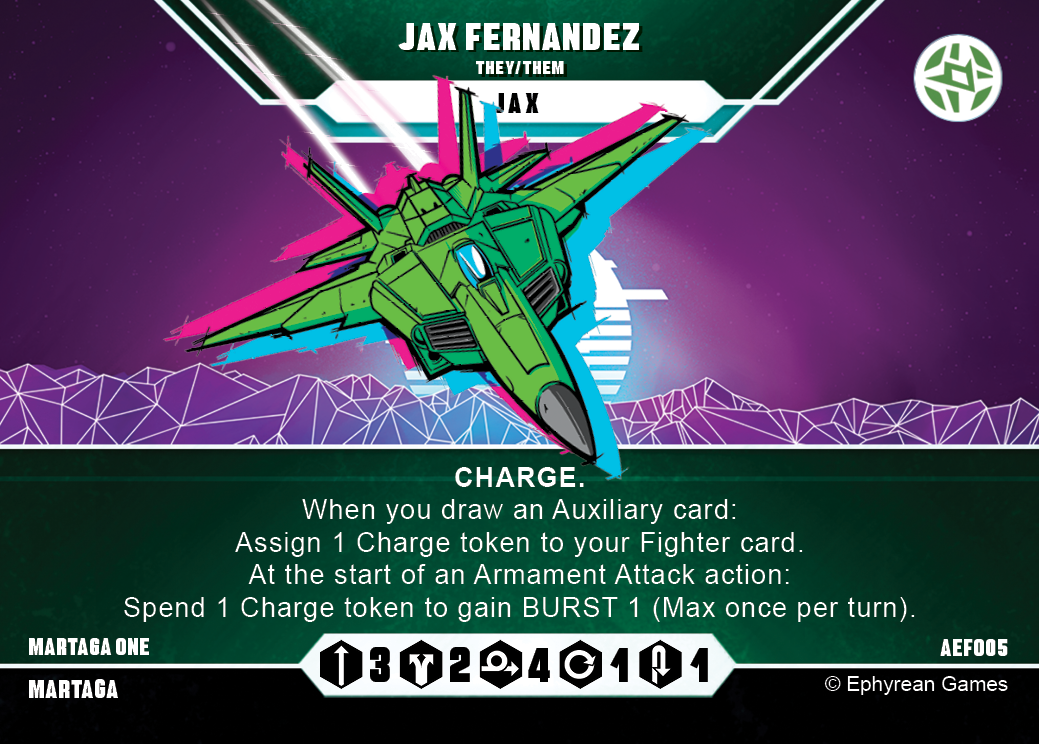 JAX FERNANDEZ
THEY/THEM
JAX
CHARGE.
When you draw an Auxiliary card:
Assign 1 Charge token to your Fighter card.
At the start of an Armament Attack action:
Spend 1 Charge token to gain BURST 1 (Max once per turn).
MARTAGA ONE
3 2 4 1 1
AEF005
MARTAGA
© Ephyrean Games